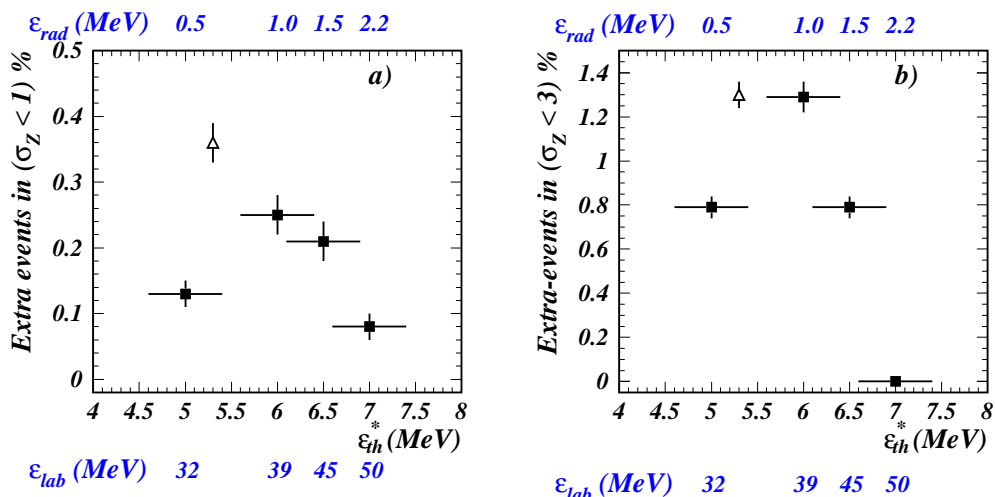 ε_rad (MeV) 0.5 1.0 1.5 2.2
Extra events in (σ_Z < 1) %
a)
0.5
0.4
0.3
0.2
0.1
0
4 4.5 5 5.5 6 6.5 7 7.5 8
ε*_th (MeV)
ε_lab (MeV) 32 39 45 50
ε_rad (MeV) 0.5 1.0 1.5 2.2
Extra-events in (σ_Z < 3) %
b)
1.4
1.2
1
0.8
0.6
0.4
0.2
0
4 4.5 5 5.5 6 6.5 7 7.5 8
ε*_th (MeV)
ε_lab (MeV) 32 39 45 50